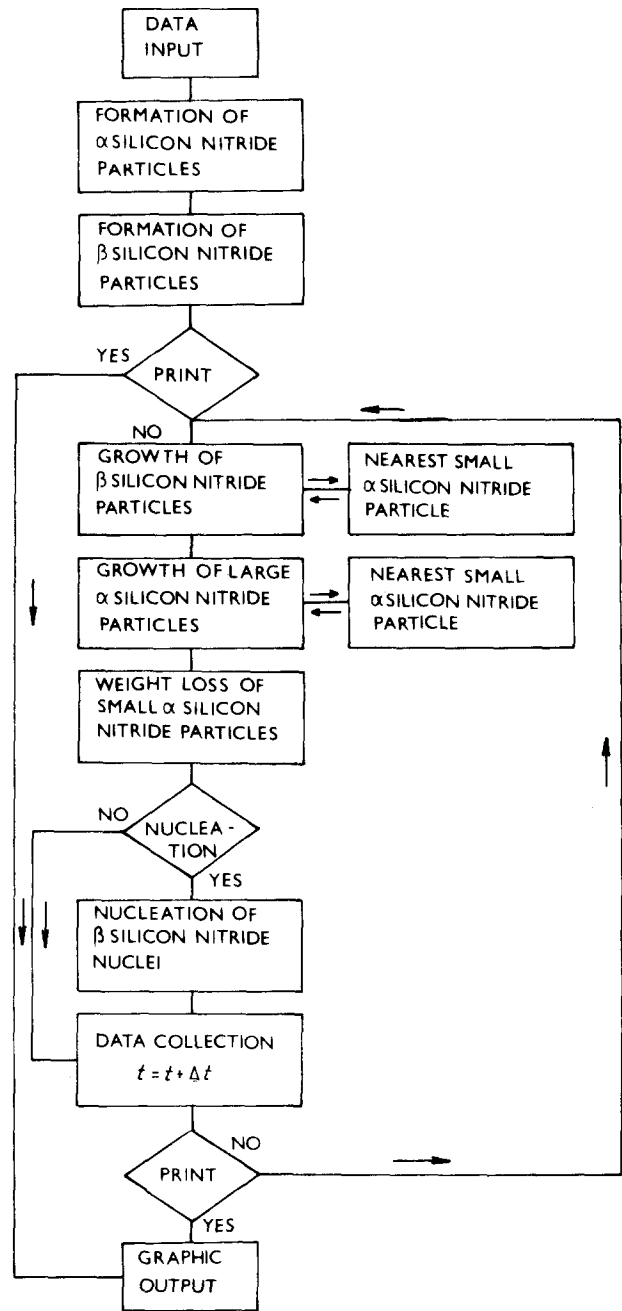 DATA
INPUT
FORMATION OF
α SILICON NITRIDE
PARTICLES
FORMATION OF
β SILICON NITRIDE
PARTICLES
YES
PRINT
NO
GROWTH OF
β SILICON NITRIDE
PARTICLES
NEAREST SMALL
α SILICON NITRIDE
PARTICLE
GROWTH OF LARGE
α SILICON NITRIDE
PARTICLES
NEAREST SMALL
α SILICON NITRIDE
PARTICLE
WEIGHT LOSS OF
SMALL α SILICON
NITRIDE PARTICLES
NO
NUCLEA-
TION
YES
NUCLEATION OF
β SILICON NITRIDE
NUCLEI
DATA COLLECTION
t = t + Δt
NO
PRINT
YES
GRAPHIC
OUTPUT